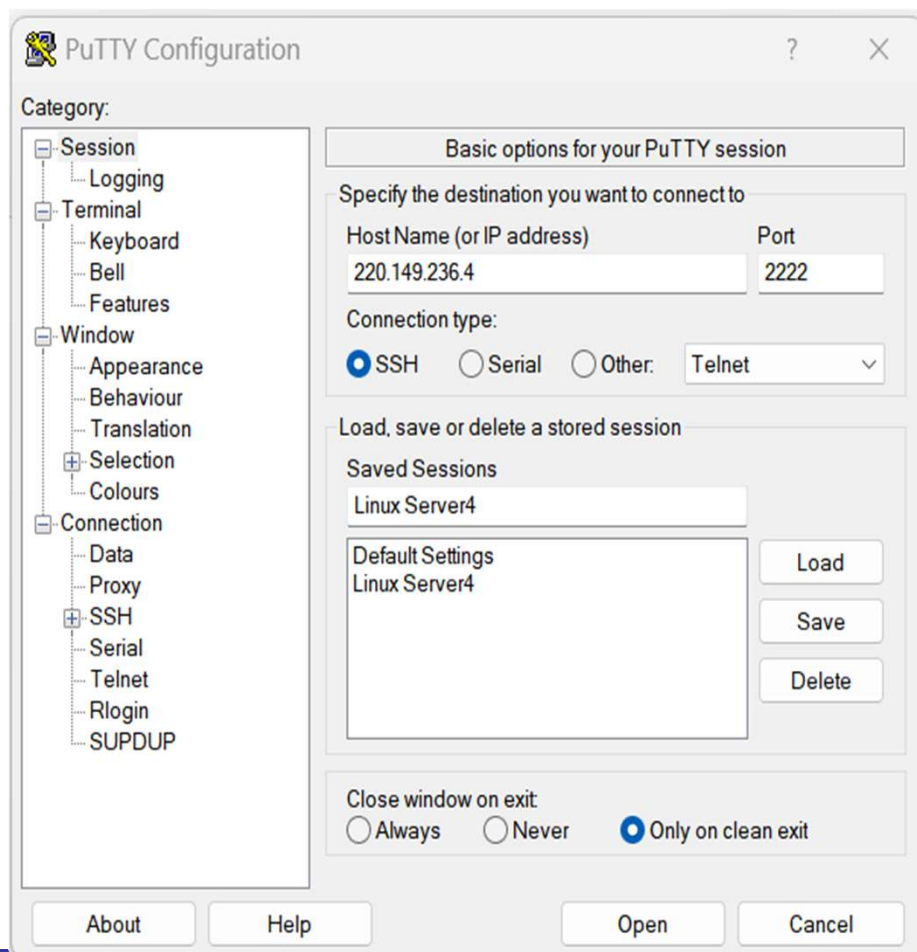 PuTTY Configuration
Category:
Session
Logging
Terminal
Keyboard
Bell
Features
Window
Appearance
Behaviour
Translation
Selection
Colours
Connection
Data
Proxy
SSH
Serial
Telnet
Rlogin
SUPDUP
Basic options for your PuTTY session
Specify the destination you want to connect to
Host Name (or IP address) Port
220.149.236.4 2222
Connection type:
SSH Serial Other: Telnet
Load, save or delete a stored session
Saved Sessions
Linux Server4
Default Settings
Linux Server4
Load
Save
Delete
Close window on exit:
Always Never Only on clean exit
About Help Open Cancel